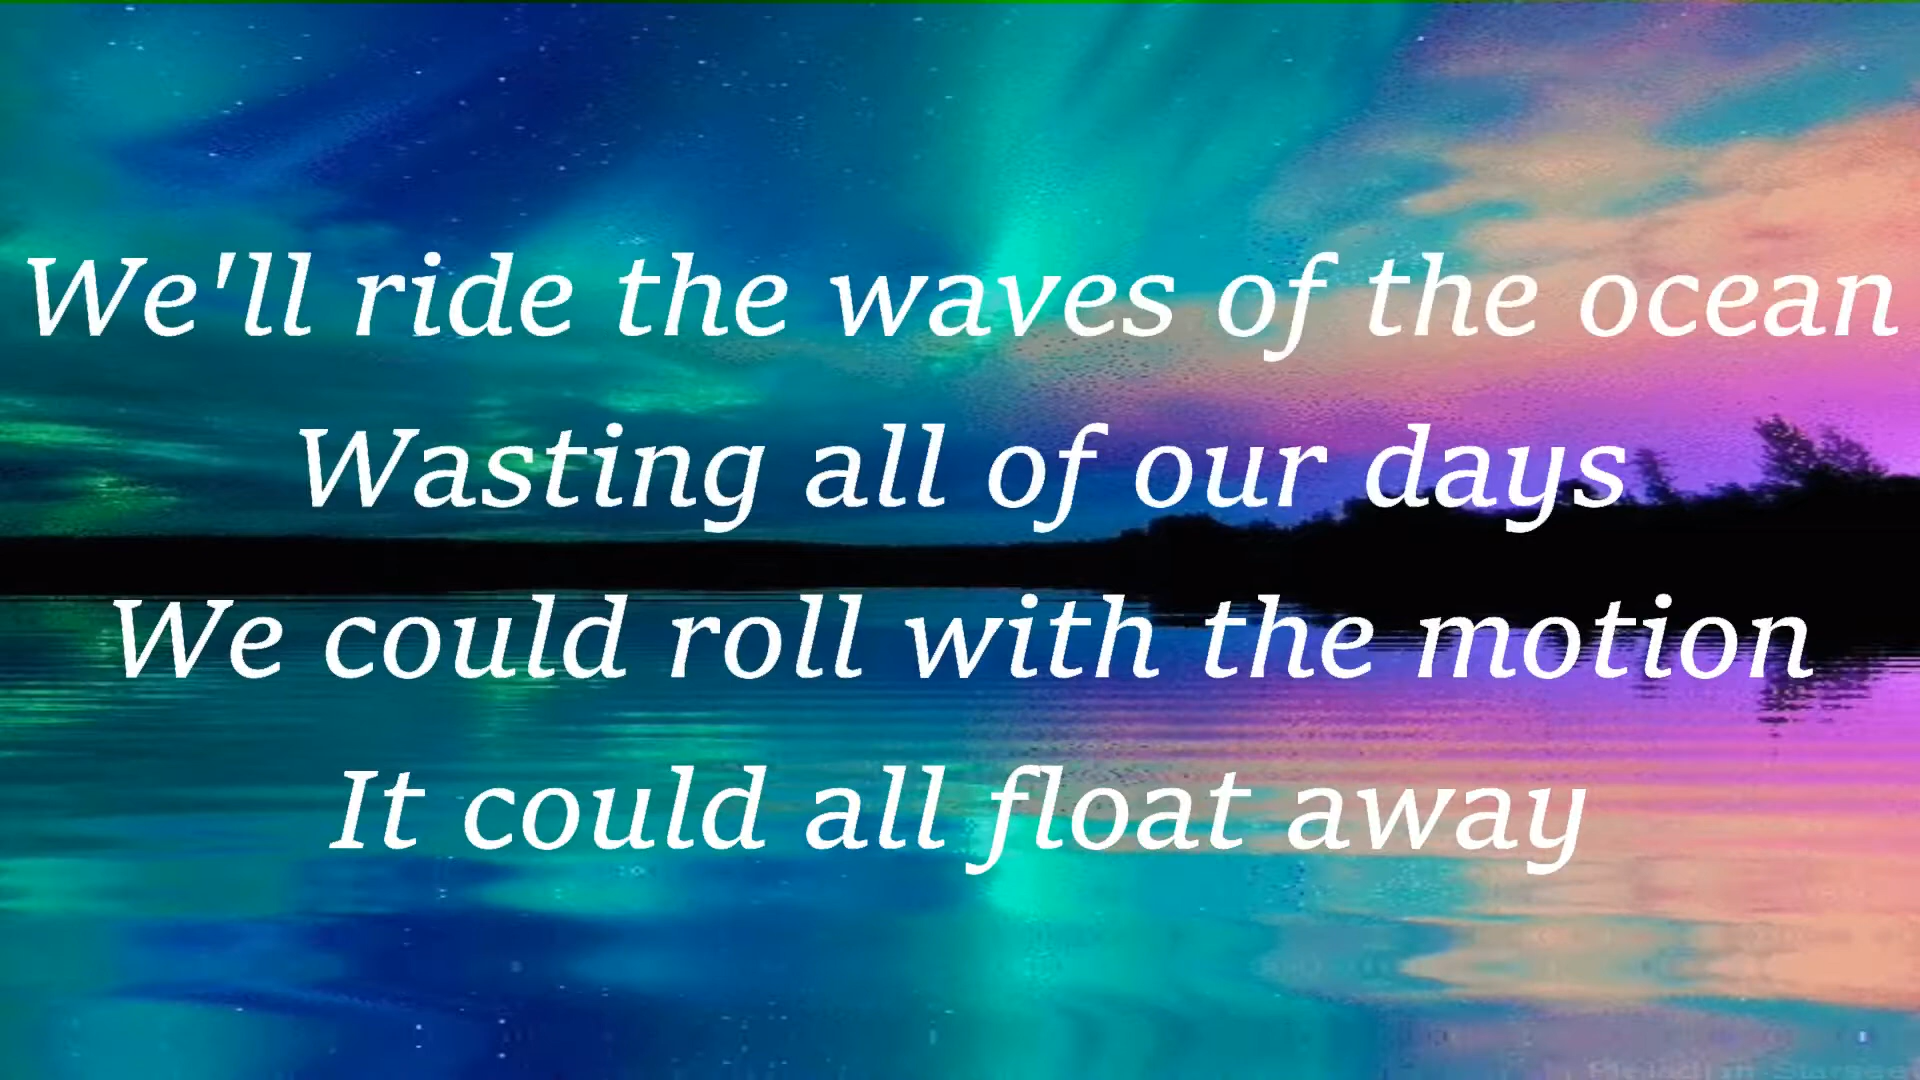 We'll ride the waves of the ocean
Wasting all of our days
We could roll with the motion
It could all float away